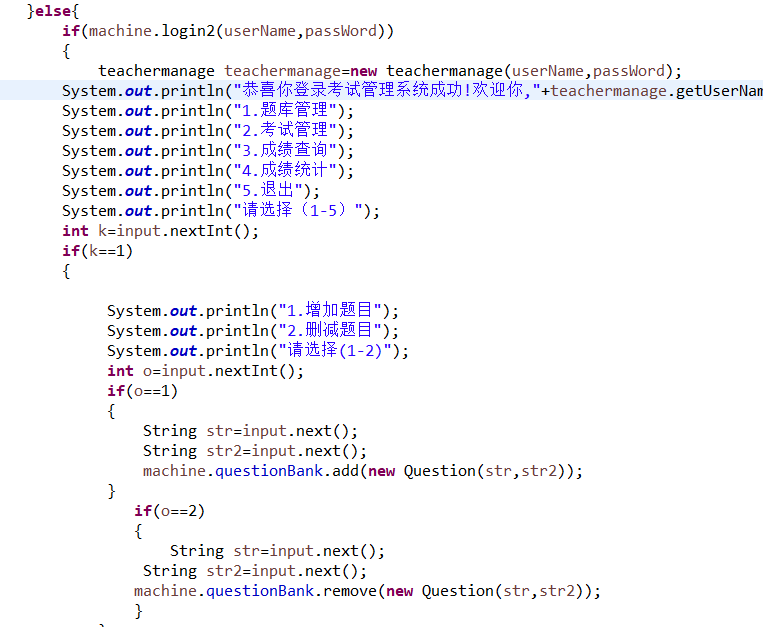 }else{
if(machine.login2(userName,passWord))
{
teachermanage teachermanage=new teachermanage(userName,passWord);
System.out.println("恭喜你登录考试管理系统成功!欢迎你,"+teachermanage.getUserNam
System.out.println("1.题库管理");
System.out.println("2.考试管理");
System.out.println("3.成绩查询");
System.out.println("4.成绩统计");
System.out.println("5.退出");
System.out.println("请选择（1-5）");
int k=input.nextInt();
if(k==1)
{
System.out.println("1.增加题目");
System.out.println("2.删减题目");
System.out.println("请选择(1-2)");
int o=input.nextInt();
if(o==1)
{
String str=input.next();
String str2=input.next();
machine.questionBank.add(new Question(str,str2));
}
if(o==2)
{
String str=input.next();
String str2=input.next();
machine.questionBank.remove(new Question(str,str2));
}